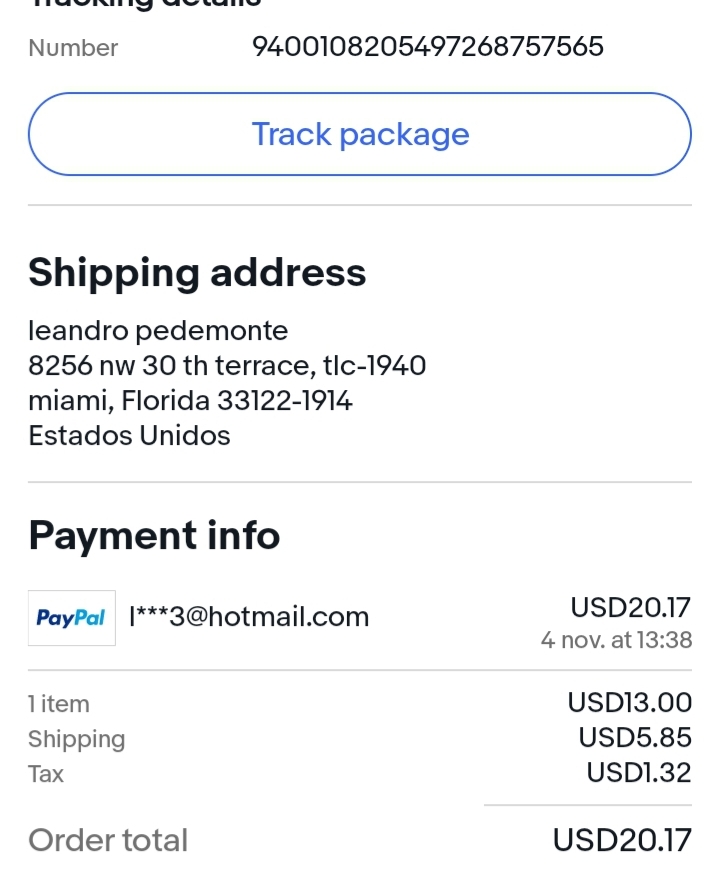 Tracking details
Number 9400108205497268757565
Track package
Shipping address
leandro pedemonte
8256 nw 30 th terrace, tlc-1940
miami, Florida 33122-1914
Estados Unidos
Payment info
PayPal l***3@hotmail.com USD20.17
4 nov. at 13:38
1 item USD13.00
Shipping USD5.85
Tax USD1.32
Order total USD20.17